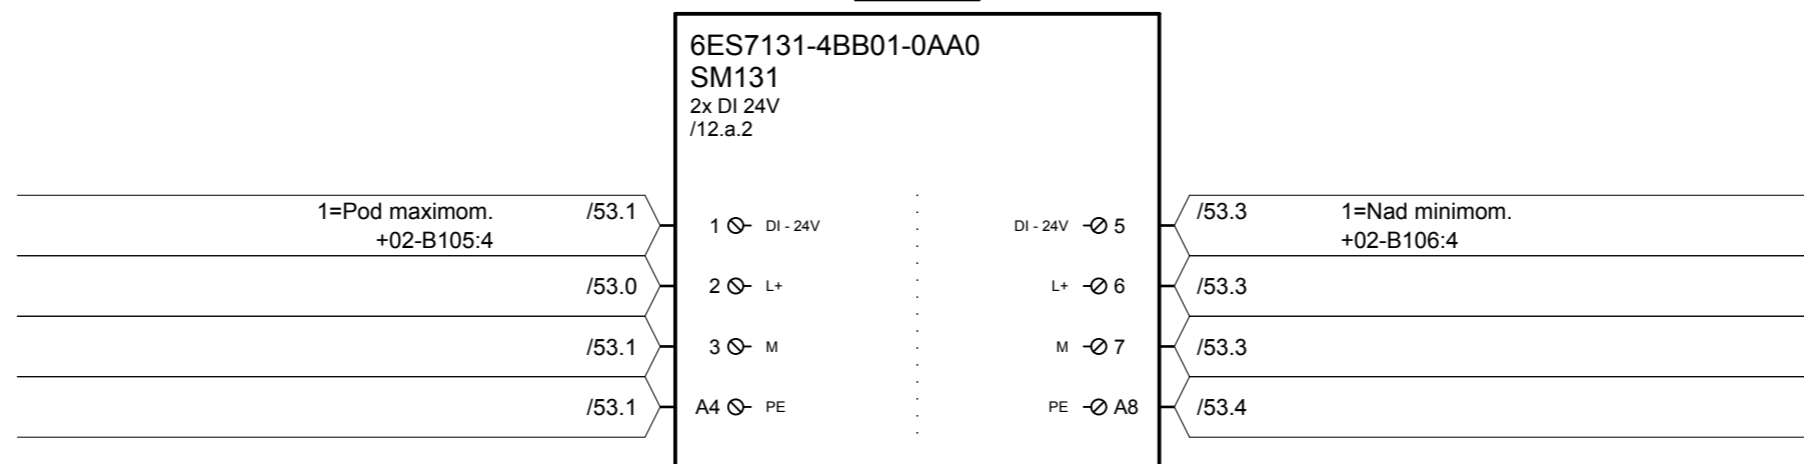 6ES7131-4BB01-0AA0
SM131
2x DI 24V
/12.a.2
1=Pod maximom. /53.1 1 DI - 24V DI - 24V 5 /53.3 1=Nad minimom.
+02-B105:4 +02-B106:4
/53.0 2 L+ L+ 6 /53.3
/53.1 3 M M 7 /53.3
/53.1 A4 PE PE A8 /53.4